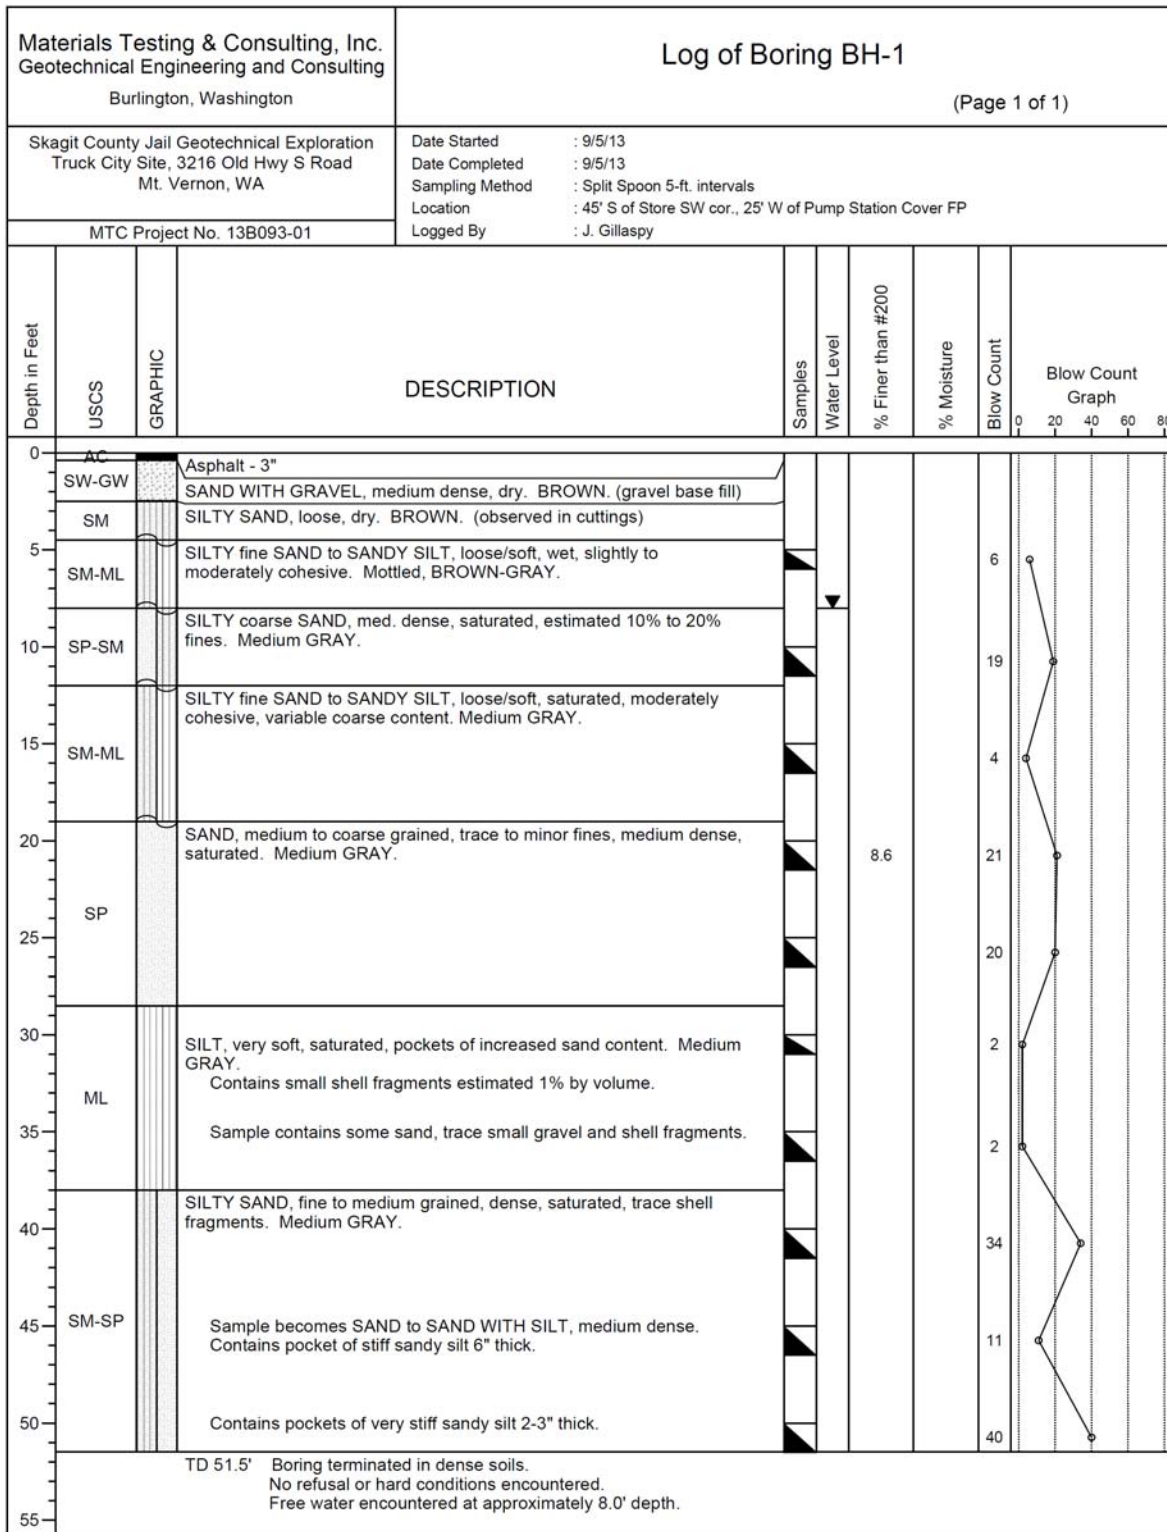 Materials Testing & Consulting, Inc.
Geotechnical Engineering and Consulting
Burlington, Washington
Log of Boring BH-1
(Page 1 of 1)
Skagit County Jail Geotechnical Exploration
Truck City Site, 3216 Old Hwy S Road
Mt. Vernon, WA
MTC Project No. 13B093-01
Date Started : 9/5/13
Date Completed : 9/5/13
Sampling Method : Split Spoon 5-ft. intervals
Location : 45' S of Store SW cor., 25' W of Pump Station Cover FP
Logged By : J. Gillaspy
Depth in Feet
USCS
GRAPHIC
DESCRIPTION
Samples
Water Level
% Finer than #200
% Moisture
Blow Count
Blow Count
Graph
0 20 40 60 80
0
AC
Asphalt - 3"
SW-GW
SAND WITH GRAVEL, medium dense, dry. BROWN. (gravel base fill)
SM
SILTY SAND, loose, dry. BROWN. (observed in cuttings)
5
SM-ML
SILTY fine SAND to SANDY SILT, loose/soft, wet, slightly to
moderately cohesive. Mottled, BROWN-GRAY.
6
SP-SM
SILTY coarse SAND, med. dense, saturated, estimated 10% to 20%
fines. Medium GRAY.
10
19
SM-ML
SILTY fine SAND to SANDY SILT, loose/soft, saturated, moderately
cohesive, variable coarse content. Medium GRAY.
15
4
SP
SAND, medium to coarse grained, trace to minor fines, medium dense,
saturated. Medium GRAY.
20
8.6
21
25
20
ML
30
SILT, very soft, saturated, pockets of increased sand content. Medium
GRAY.
Contains small shell fragments estimated 1% by volume.
2
35
Sample contains some sand, trace small gravel and shell fragments.
2
SM-SP
SILTY SAND, fine to medium grained, dense, saturated, trace shell
fragments. Medium GRAY.
40
34
45
Sample becomes SAND to SAND WITH SILT, medium dense.
Contains pocket of stiff sandy silt 6" thick.
11
50
Contains pockets of very stiff sandy silt 2-3" thick.
40
TD 51.5' Boring terminated in dense soils.
No refusal or hard conditions encountered.
Free water encountered at approximately 8.0' depth.
55